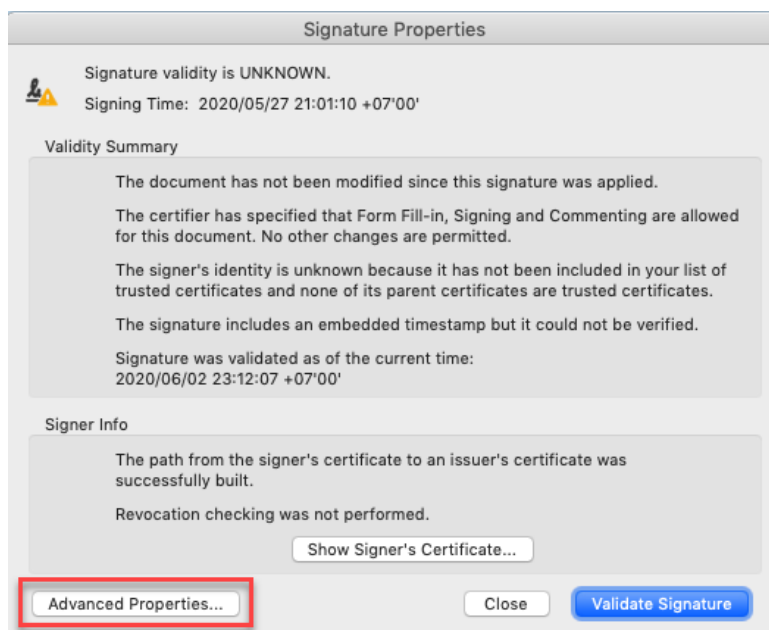 Signature Properties
Signature validity is UNKNOWN.
Signing Time: 2020/05/27 21:01:10 +07'00'
Validity Summary
The document has not been modified since this signature was applied.
The certifier has specified that Form Fill-in, Signing and Commenting are allowed
for this document. No other changes are permitted.
The signer's identity is unknown because it has not been included in your list of
trusted certificates and none of its parent certificates are trusted certificates.
The signature includes an embedded timestamp but it could not be verified.
Signature was validated as of the current time:
2020/06/02 23:12:07 +07'00'
Signer Info
The path from the signer's certificate to an issuer's certificate was
successfully built.
Revocation checking was not performed.
Show Signer's Certificate...
Advanced Properties... Close Validate Signature